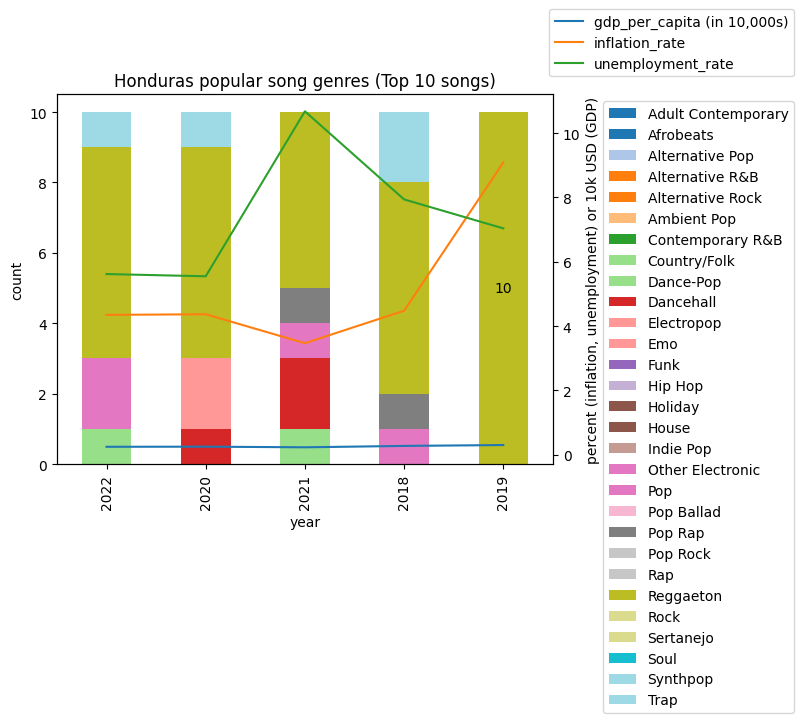 gdp_per_capita (in 10,000s)
inflation_rate
unemployment_rate
Honduras popular song genres (Top 10 songs)
count
0
2
4
6
8
10
10
2022
2020
2021
2018
2019
year
0
2
4
6
8
10
percent (inflation, unemployment) or 10k USD (GDP)
Adult Contemporary
Afrobeats
Alternative Pop
Alternative R&B
Alternative Rock
Ambient Pop
Contemporary R&B
Country/Folk
Dance-Pop
Dancehall
Electropop
Emo
Funk
Hip Hop
Holiday
House
Indie Pop
Other Electronic
Pop
Pop Ballad
Pop Rap
Pop Rock
Rap
Reggaeton
Rock
Sertanejo
Soul
Synthpop
Trap